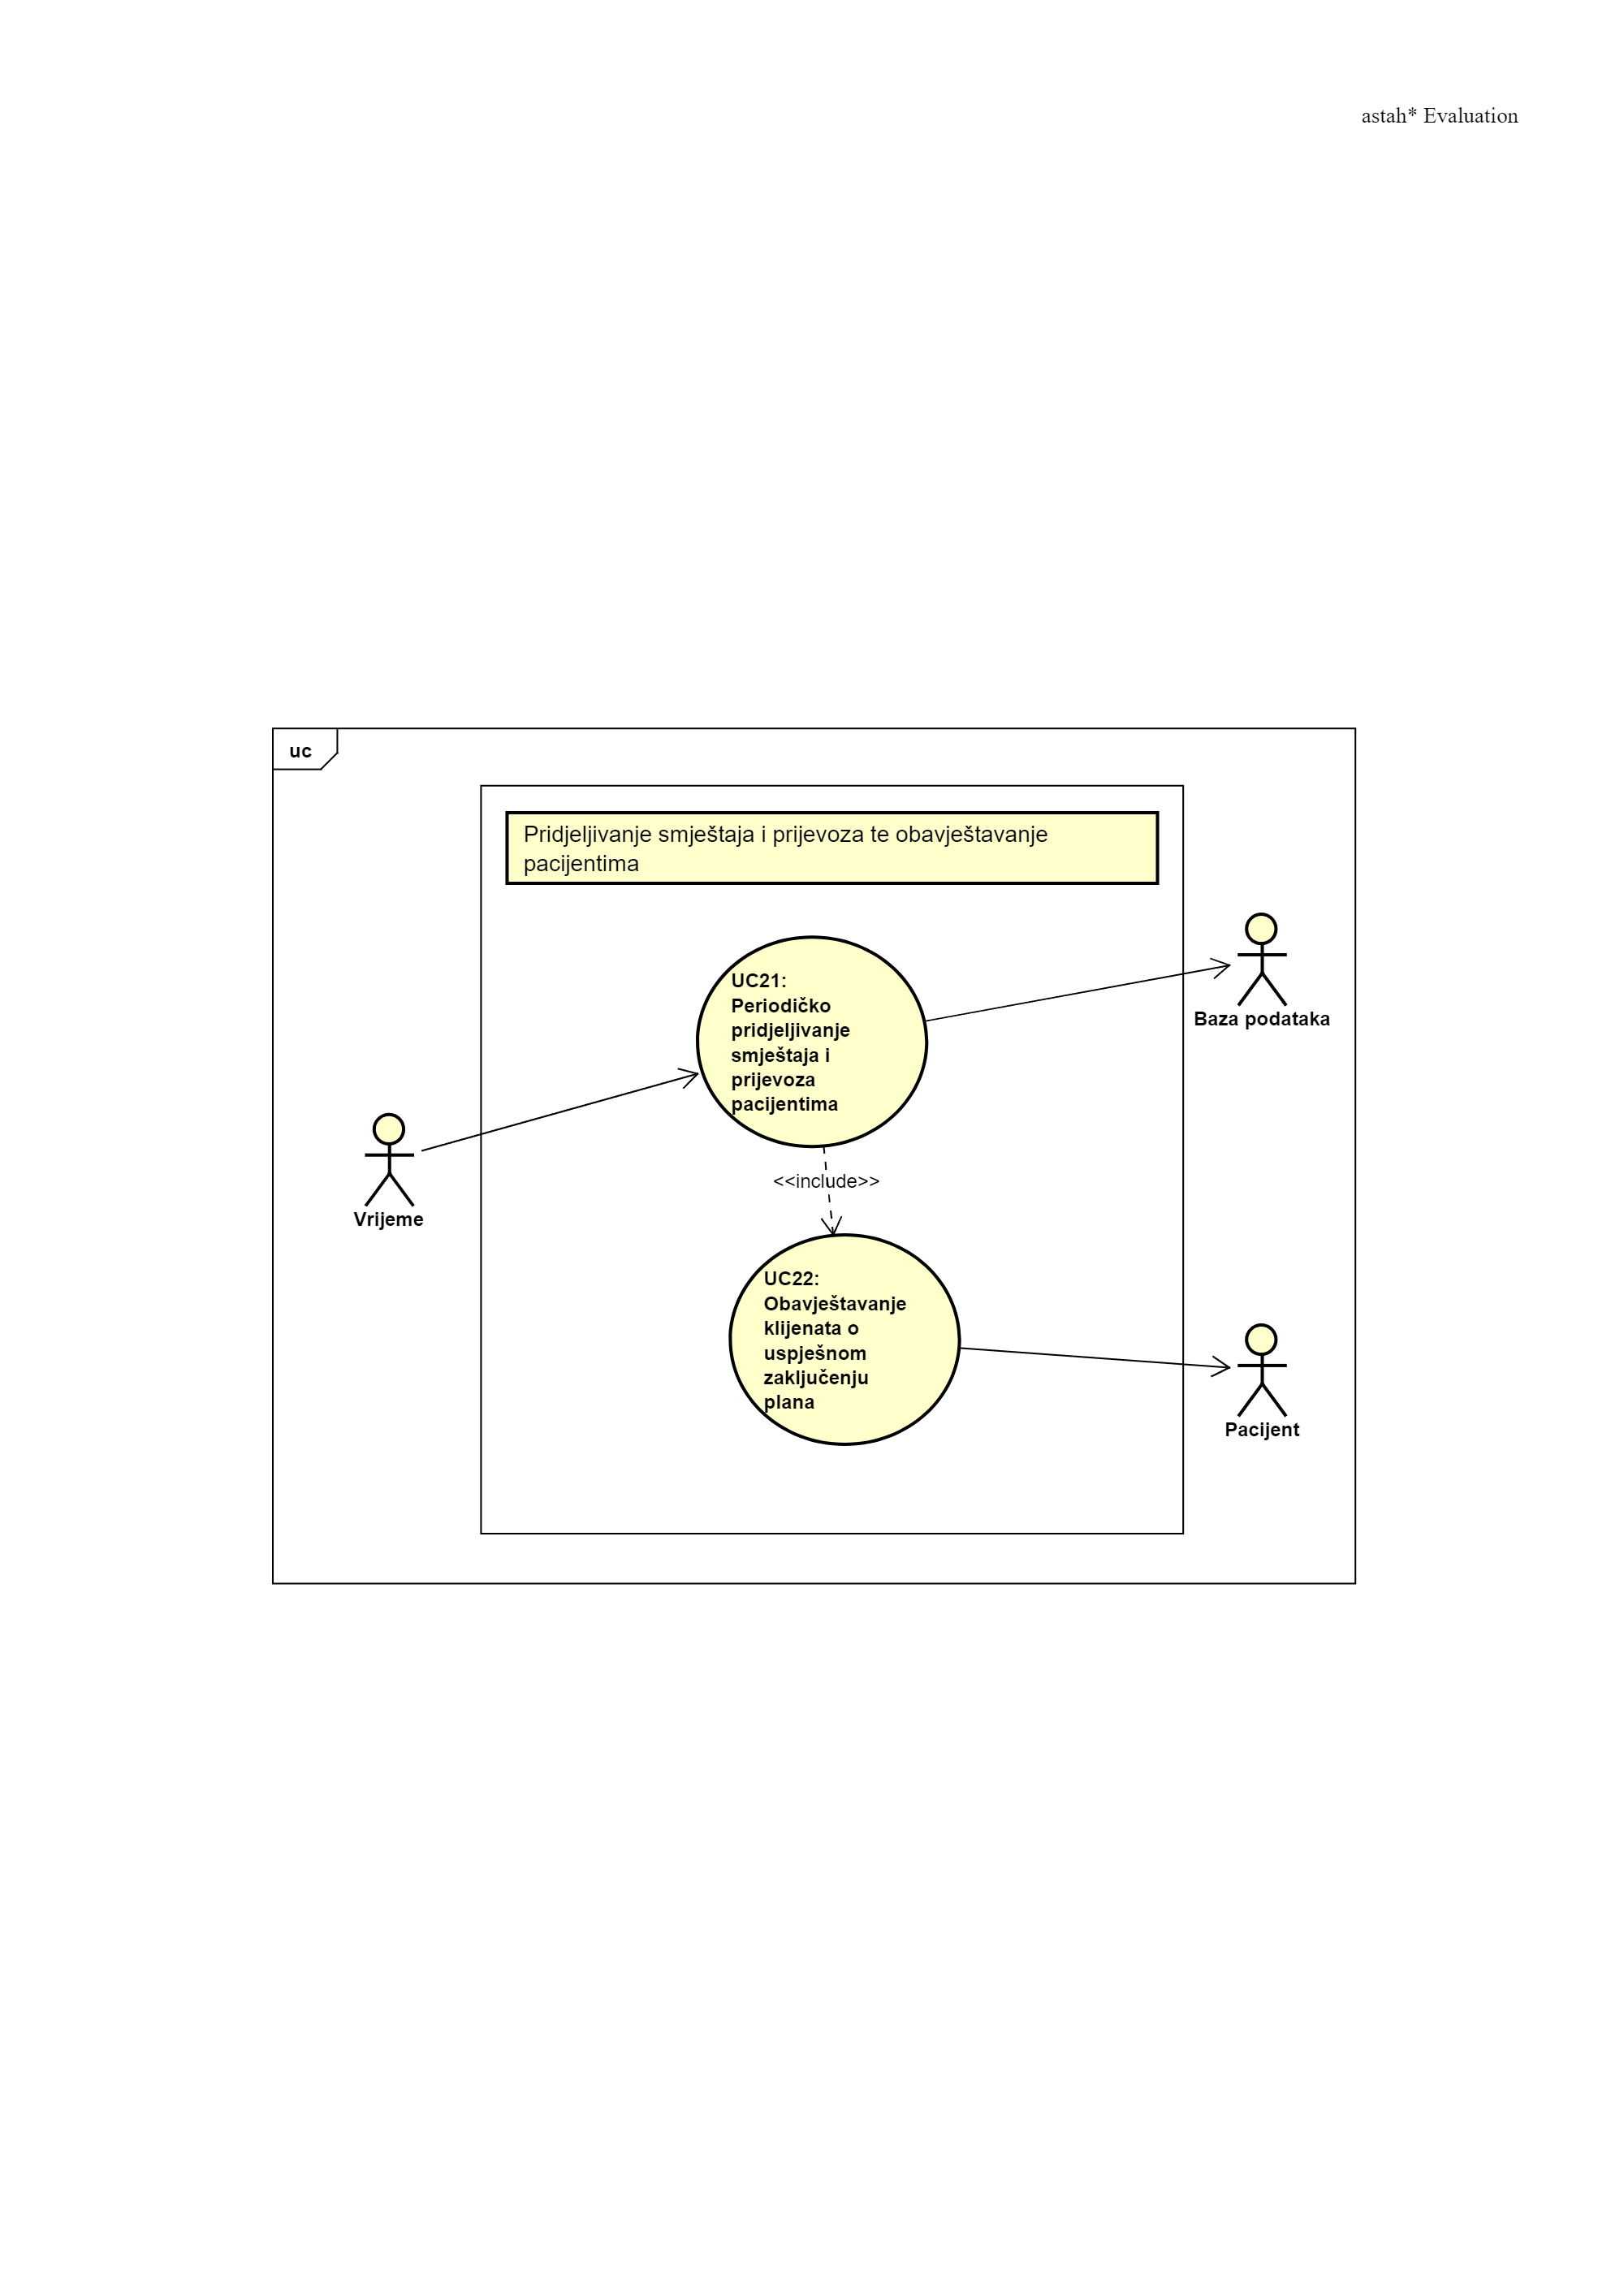 astah* Evaluation
uc
Pridjeljivanje smještaja i prijevoza te obavještavanje
pacijentima
UC21:
Periodičko
pridjeljivanje
smještaja i
prijevoza
pacijentima
Baza podataka
Vrijeme
<<include>>
UC22:
Obavještavanje
klijenata o
uspješnom
zaključenju
plana
Pacijent